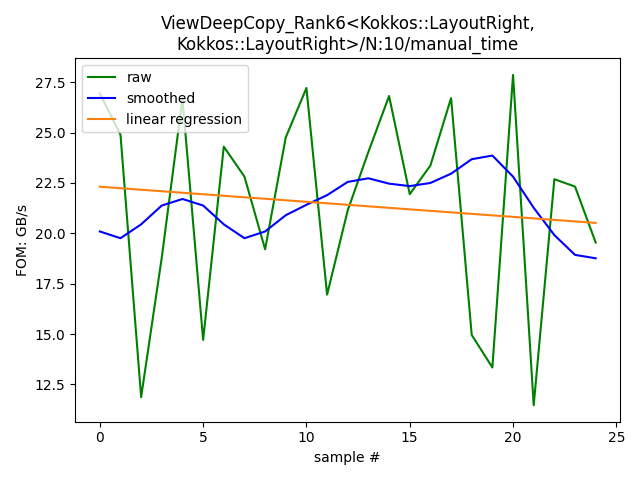 ViewDeepCopy_Rank6<Kokkos::LayoutRight,
Kokkos::LayoutRight>/N:10/manual_time
raw
smoothed
linear regression
FOM: GB/s
27.5
25.0
22.5
20.0
17.5
15.0
12.5
0
5
10
15
20
25
sample #